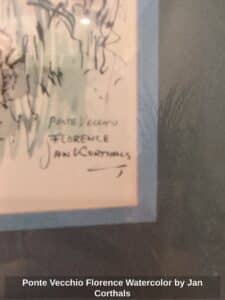 PONTE VECCHIO
FLORENCE
JAN CORTHALS
Ponte Vecchio Florence Watercolor by Jan
Corthals